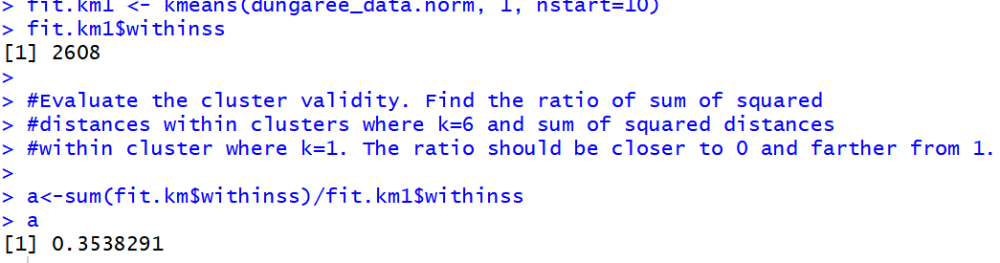 > fit.km1 <- kmeans(dungaree_data.norm, 1, nstart=10)
> fit.km1$withinss
[1] 2608
>
> #Evaluate the cluster validity. Find the ratio of sum of squared
> #distances within clusters where k=6 and sum of squared distances
> #within cluster where k=1. The ratio should be closer to 0 and farther from 1.
>
> a<-sum(fit.km$withinss)/fit.km1$withinss
> a
[1] 0.3538291